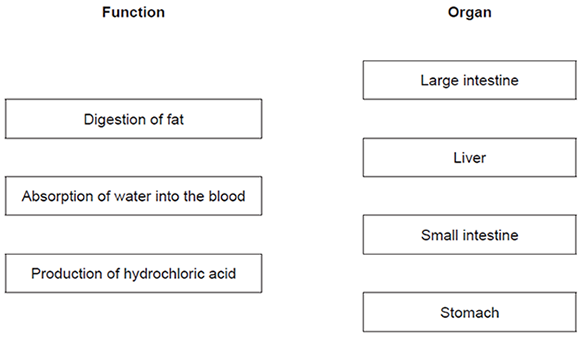 Function
Organ
Large intestine
Digestion of fat
Liver
Absorption of water into the blood
Small intestine
Production of hydrochloric acid
Stomach